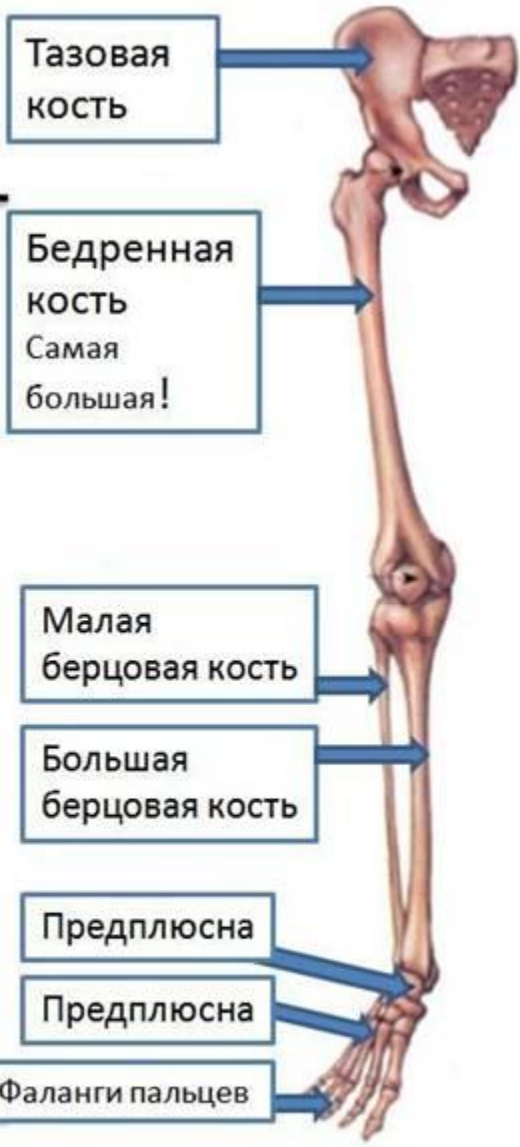 Тазовая
кость
Бедренная
кость
Самая
большая!
Малая
берцовая кость
Большая
берцовая кость
Предплюсна
Предплюсна
Фаланги пальцев